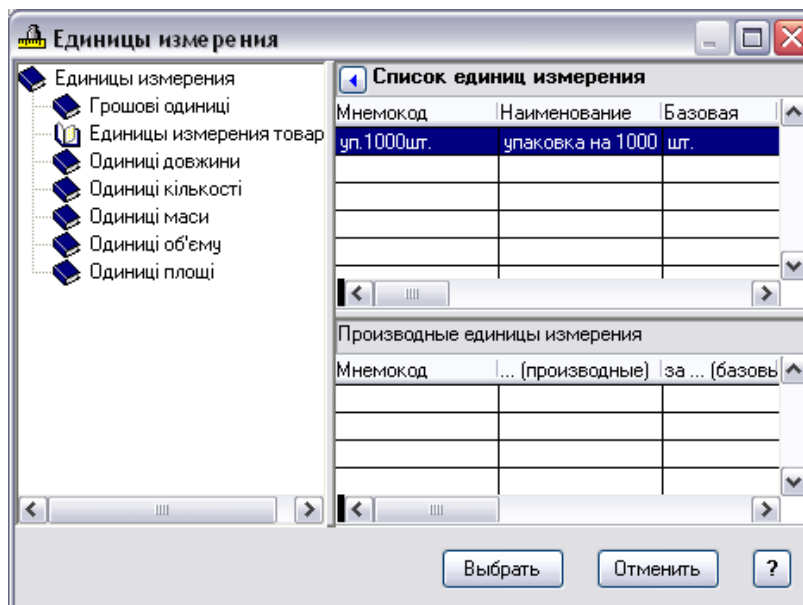 Единицы измерения
Единицы измерения
Грошові одиниці
Единицы измерения товар
Одиниці довжини
Одиниці кількості
Одиниці маси
Одиниці об'єму
Одиниці площі
Список единиц измерения
Мнемокод Наименование Базовая
уп.1000шт. упаковка на 1000 шт.
Производные единицы измерения
Мнемокод ... (производные) за ... (базовы
Выбрать Отменить ?